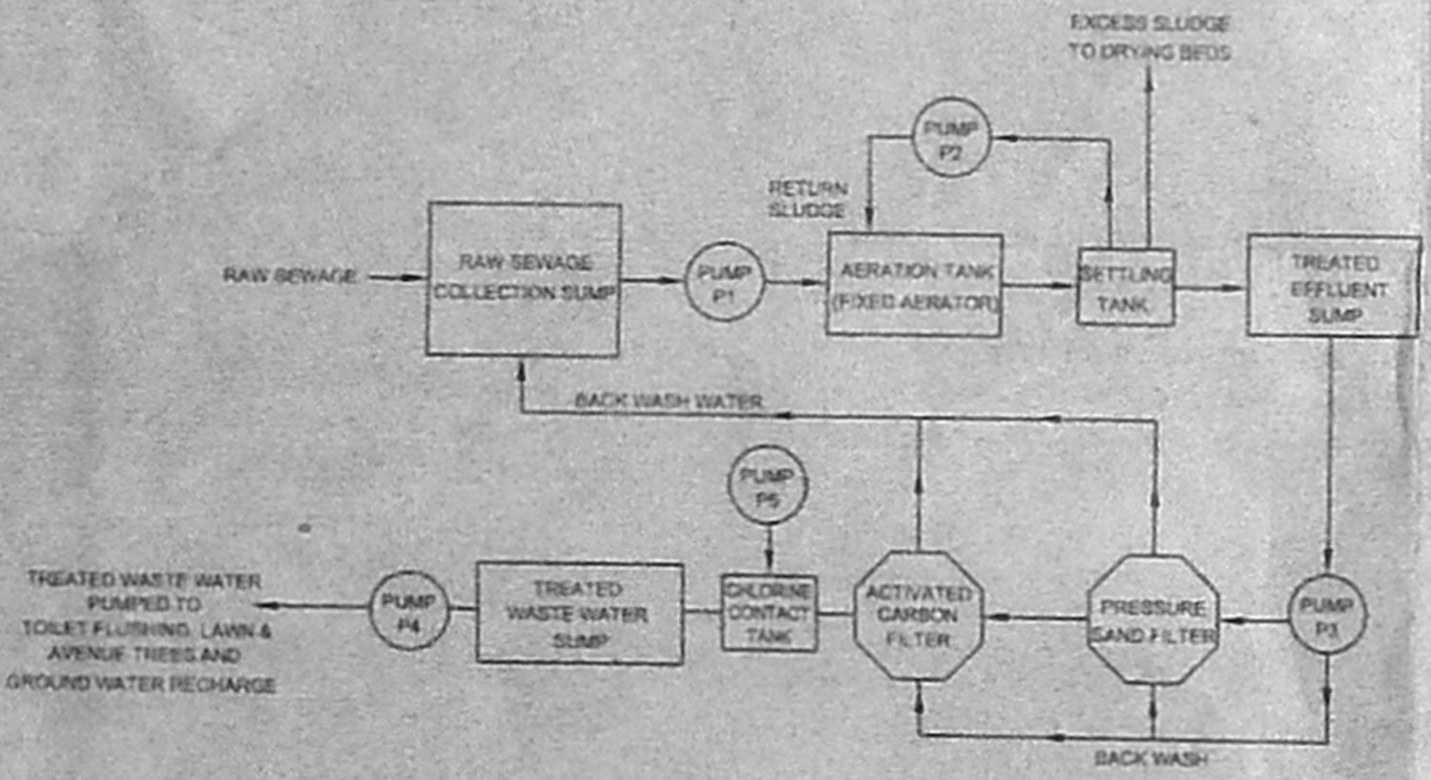 EXCESS SLUDGE
TO DRYING BEDS
PUMP
P2
RETURN
SLUDGE
RAW SEWAGE
RAW SEWAGE
COLLECTION SUMP
PUMP
P1
AERATION TANK
(FIXED AERATOR)
SETTLING
TANK
TREATED
EFFLUENT
SUMP
BACK WASH WATER
PUMP
P5
TREATED WASTE WATER
PUMPED TO
TOILET FLUSHING, LAWN &
AVENUE TREES AND
GROUND WATER RECHARGE
PUMP
P4
TREATED
WASTE WATER
SUMP
CHLORINE
CONTACT
TANK
ACTIVATED
CARBON
FILTER
PRESSURE
SAND FILTER
PUMP
P3
BACK WASH